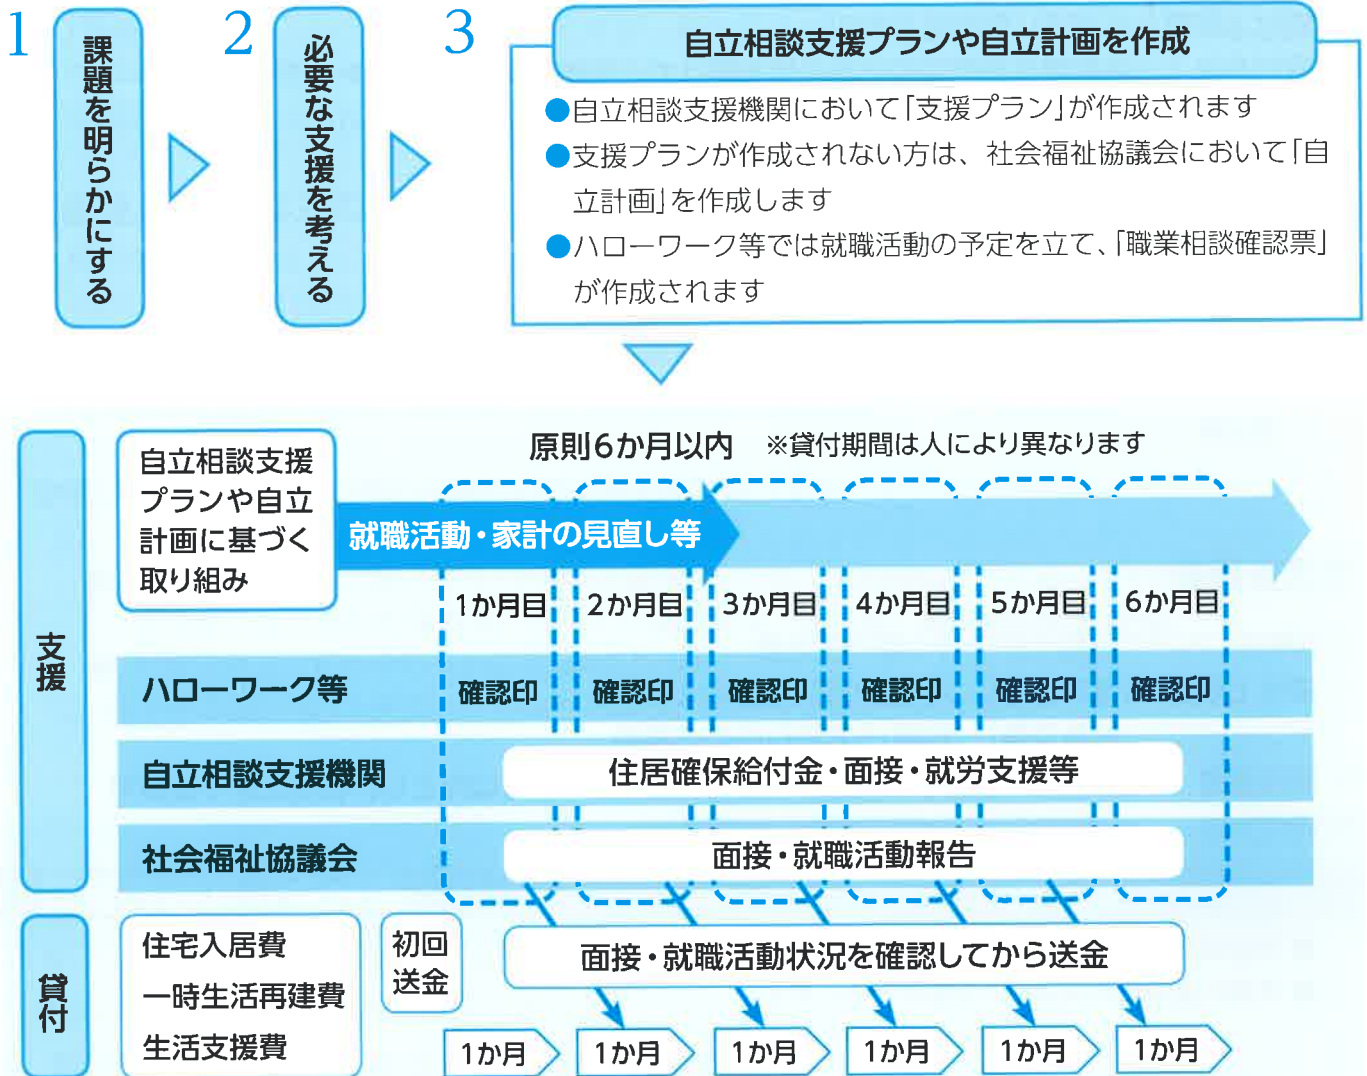 1
課題を明らかにする
2
必要な支援を考える
3
自立相談支援プランや自立計画を作成
●自立相談支援機関において「支援プラン」が作成されます
●支援プランが作成されない方は、社会福祉協議会において「自
立計画」を作成します
●ハローワーク等では就職活動の予定を立て、「職業相談確認票」
が作成されます
支援
自立相談支援
プランや自立
計画に基づく
取り組み
原則6か月以内 ※貸付期間は人により異なります
就職活動・家計の見直し等
1か月目 2か月目 3か月目 4か月目 5か月目 6か月目
ハローワーク等 確認印 確認印 確認印 確認印 確認印 確認印
自立相談支援機関 住居確保給付金・面接・就労支援等
社会福祉協議会 面接・就職活動報告
貸付
住宅入居費
一時生活再建費
生活支援費
初回
送金
面接・就職活動状況を確認してから送金
1か月 1か月 1か月 1か月 1か月 1か月